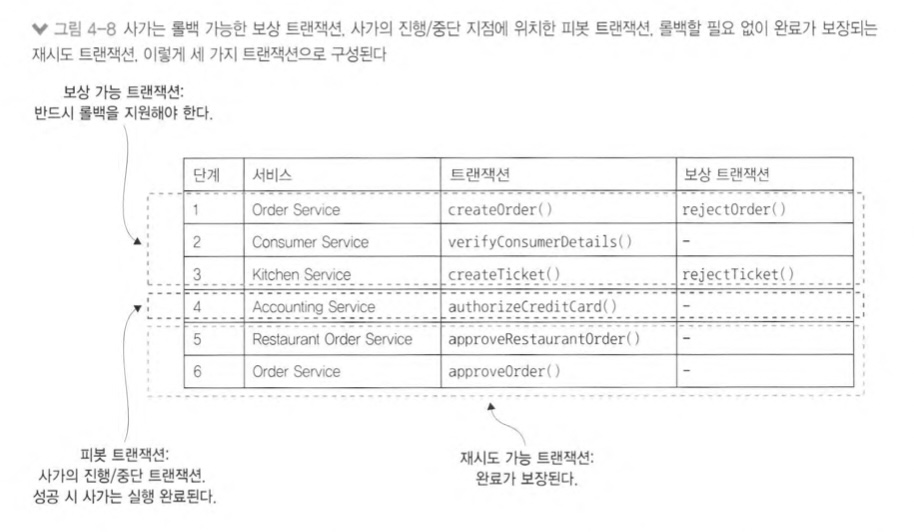 그림 4-8 사가는 롤백 가능한 보상 트랜잭션, 사가의 진행/중단 지점에 위치한 피봇 트랜잭션, 롤백할 필요 없이 완료가 보장되는
재시도 트랜잭션, 이렇게 세 가지 트랜잭션으로 구성된다
보상 가능 트랜잭션:
반드시 롤백을 지원해야 한다.
단계 서비스 트랜잭션 보상 트랜잭션
1 Order Service createOrder() rejectOrder()
2 Consumer Service verifyConsumerDetails() -
3 Kitchen Service createTicket() rejectTicket()
4 Accounting Service authorizeCreditCard() -
5 Restaurant Order Service approveRestaurantOrder() -
6 Order Service approveOrder() -
피봇 트랜잭션:
사가의 진행/중단 트랜잭션.
성공 시 사가는 실행 완료된다.
재시도 가능 트랜잭션:
완료가 보장된다.